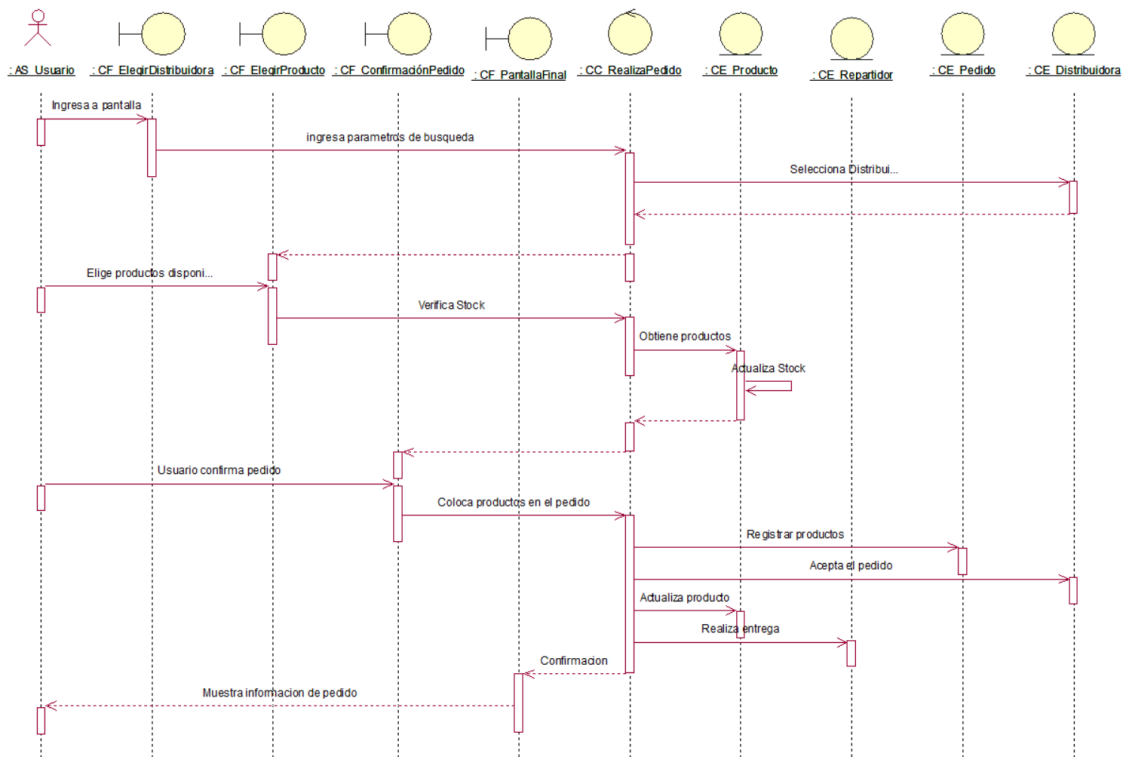 : AS_Usuario
: CF_ElegirDistribuidora
: CF_ElegirProducto
: CF_ConfirmaciónPedido
: CF_PantallaFinal
: CC_RealizaPedido
: CE_Producto
: CE_Repartidor
: CE_Pedido
: CE_Distribuidora
Ingresa a pantalla
ingresa parametros de busqueda
Selecciona Distribui...
Elige productos disponi...
Verifica Stock
Obtiene productos
Actualiza Stock
Usuario confirma pedido
Coloca productos en el pedido
Registrar productos
Acepta el pedido
Actualiza producto
Realiza entrega
Confirmacion
Muestra informacion de pedido